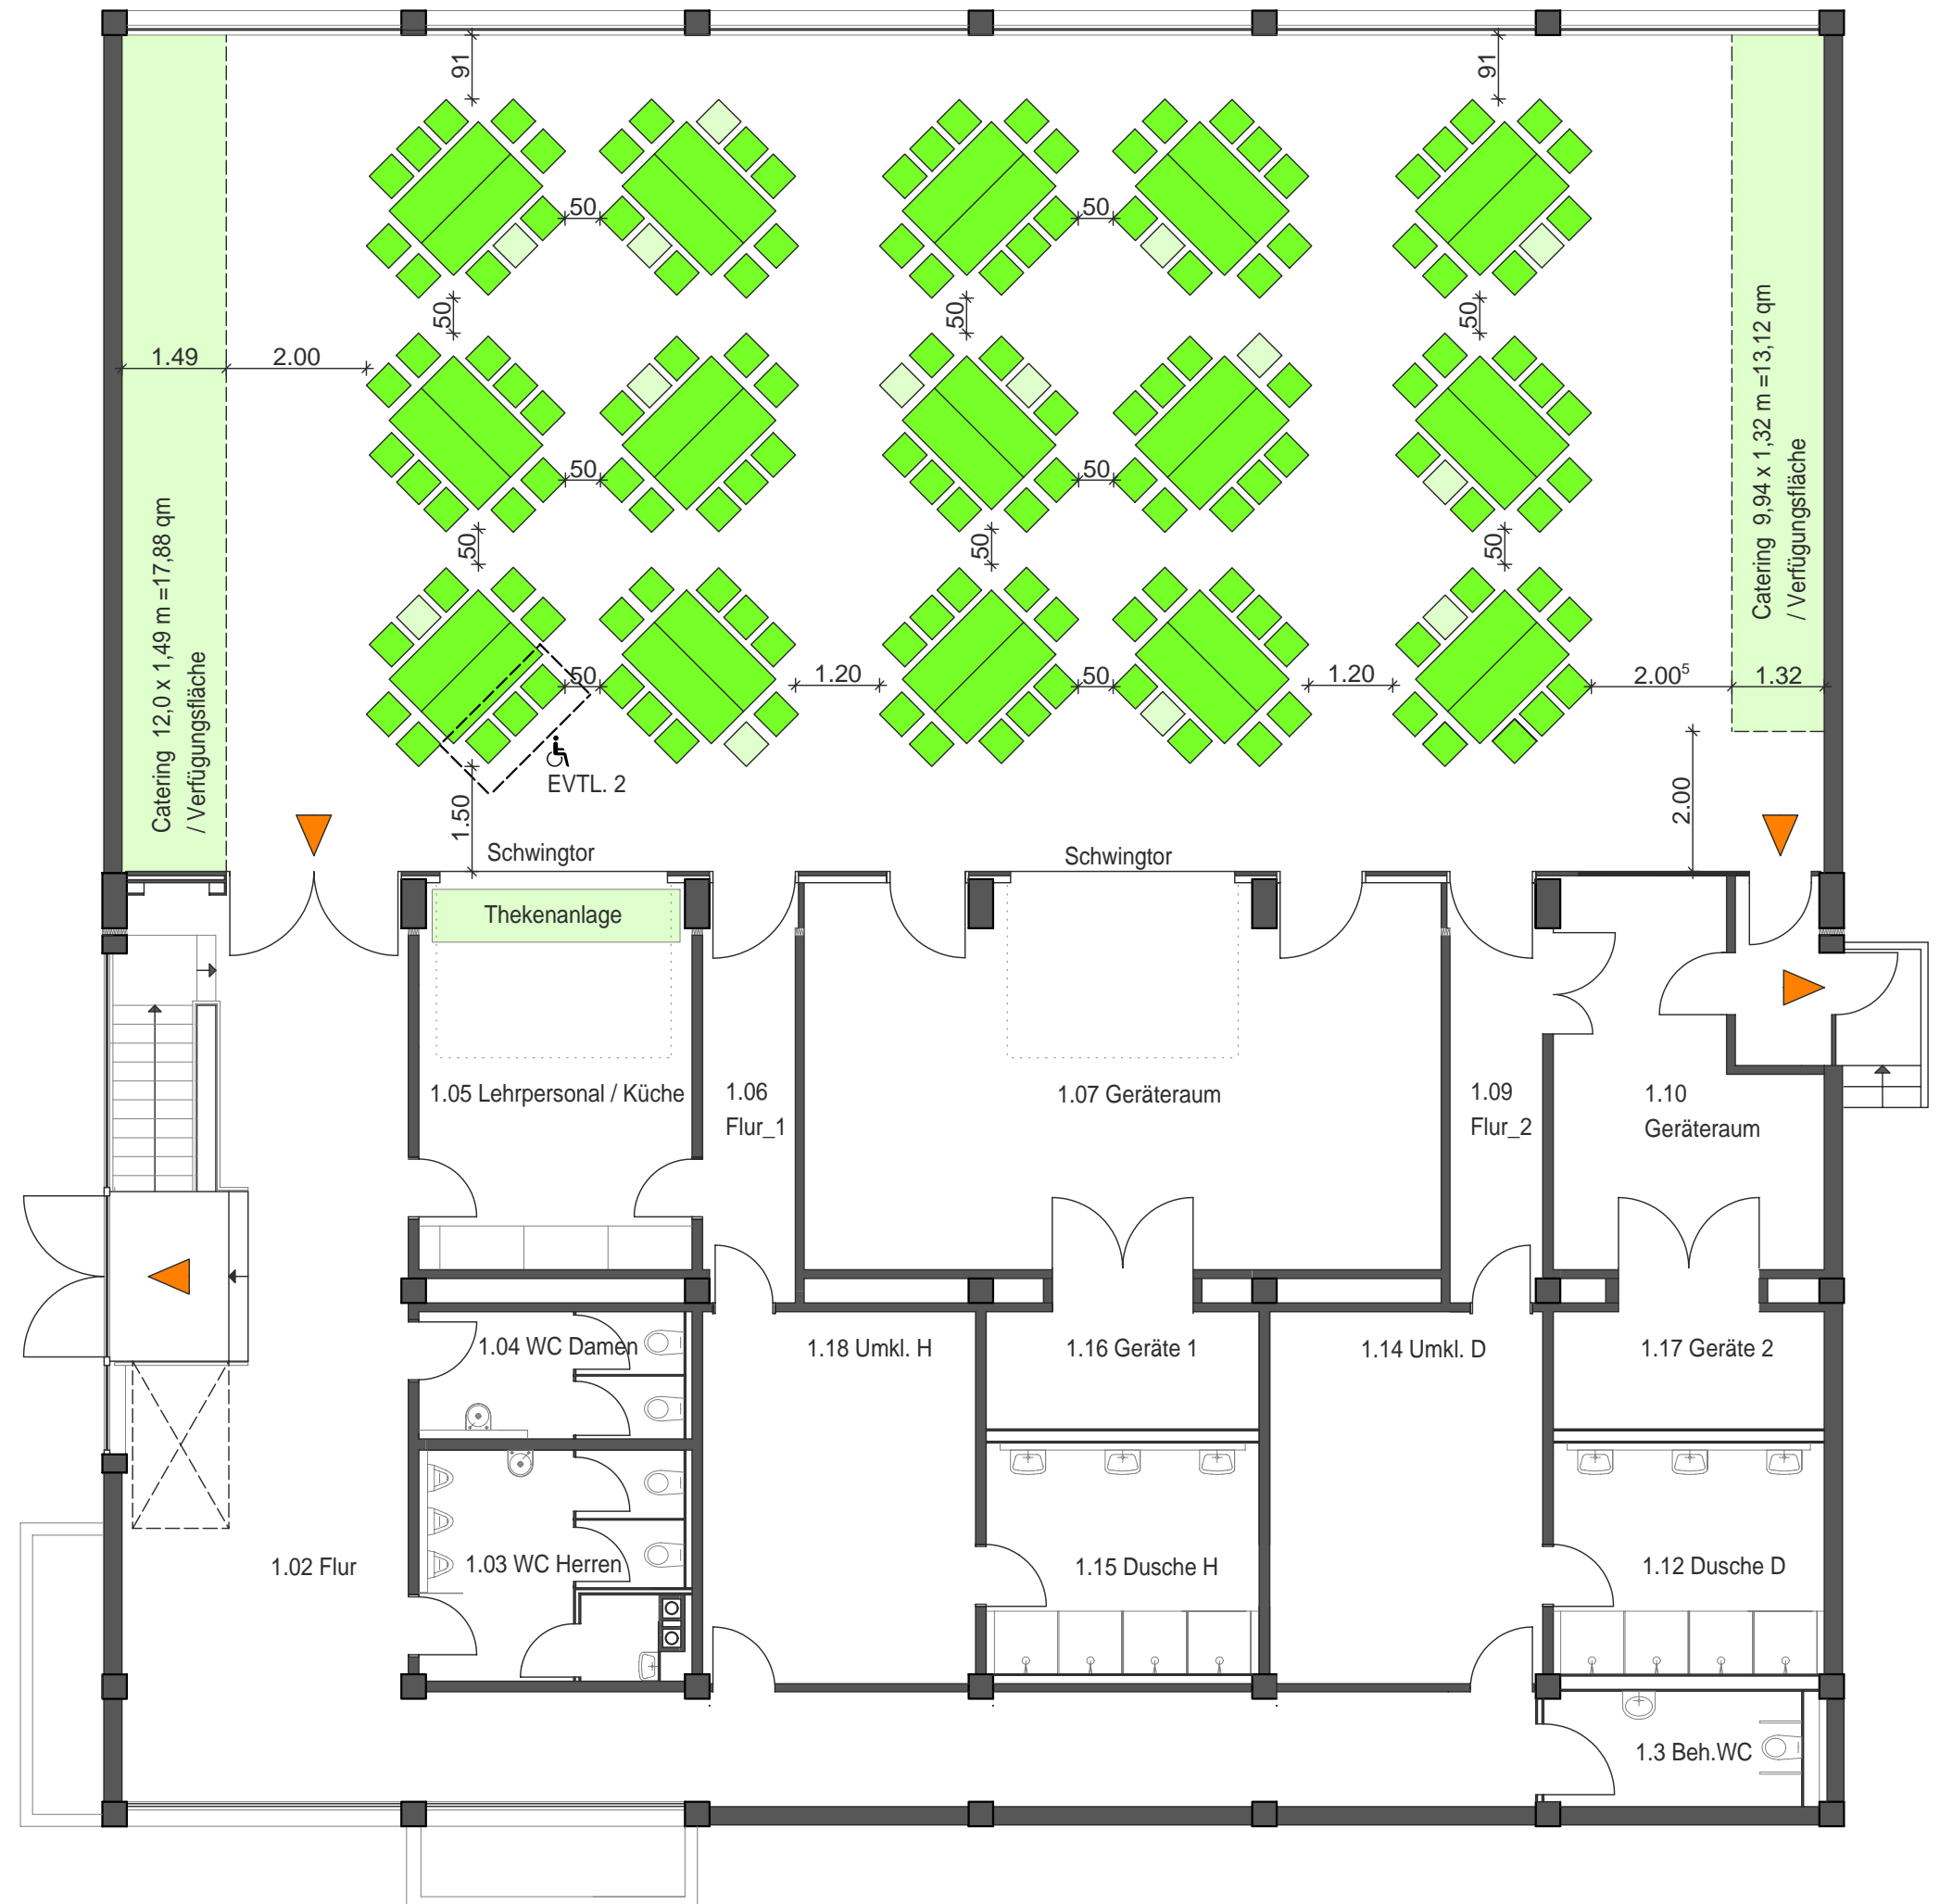 91
91
50
50
50
50
50
1.49
2.00
50
50
50
50
50
Catering 12,0 x 1,49 m =17,88 qm
/ Verfügungsfläche
Catering 9,94 x 1,32 m =13,12 qm
/ Verfügungsfläche
50
1.20
50
1.20
2.00⁵
1.32
EVTL. 2
1.50
2.00
Schwingtor
Schwingtor
Thekenanlage
1.05 Lehrpersonal / Küche
1.06
Flur_1
1.07 Geräteraum
1.09
Flur_2
1.10
Geräteraum
1.04 WC Damen
1.18 Umkl. H
1.16 Geräte 1
1.14 Umkl. D
1.17 Geräte 2
1.02 Flur
1.03 WC Herren
1.15 Dusche H
1.12 Dusche D
1.3 Beh.WC